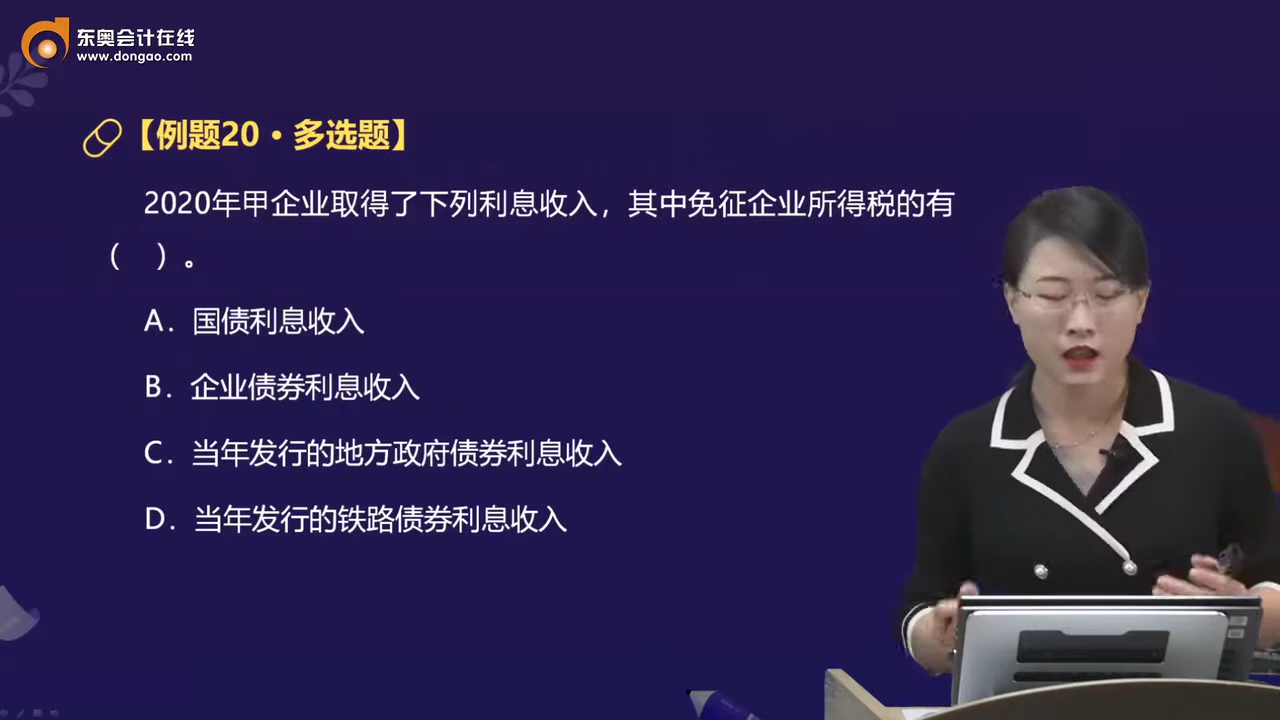 东奥会计在线
www.dongao.com
【例题20·多选题】
2020年甲企业取得了下列利息收入，其中免征企业所得税的有
（ ）。
A．国债利息收入
B．企业债券利息收入
C．当年发行的地方政府债券利息收入
D．当年发行的铁路债券利息收入